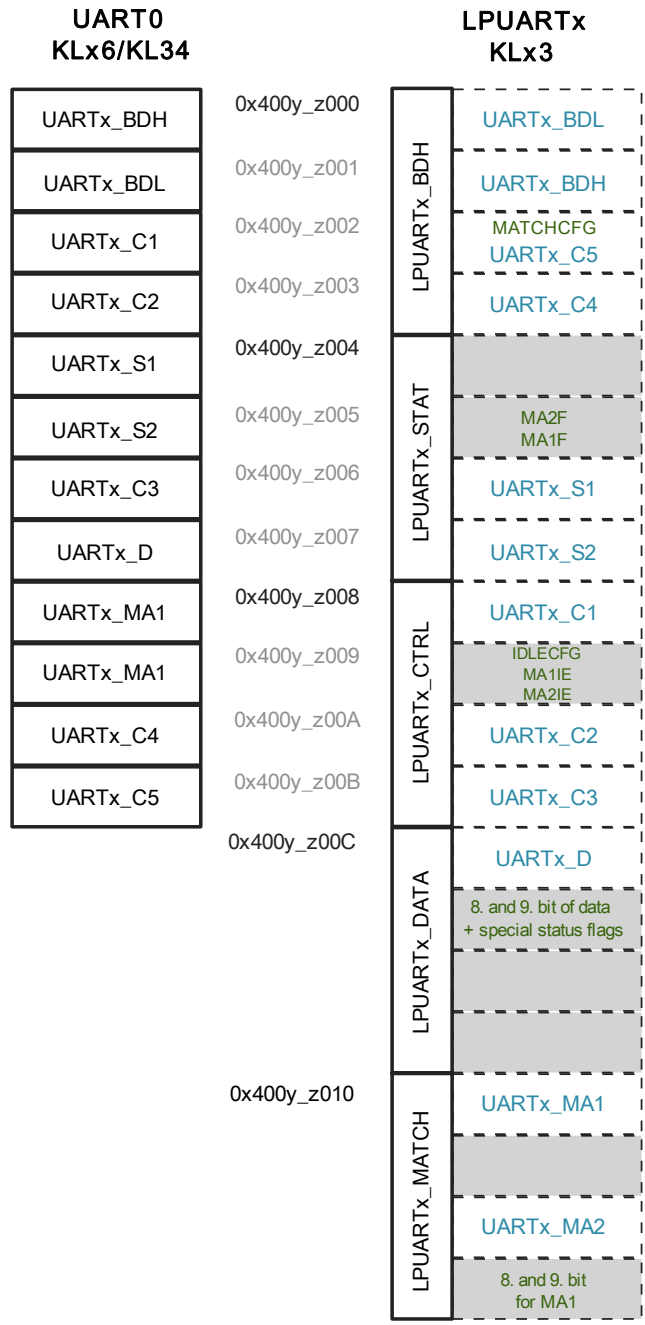 UART0
KLx6/KL34
LPUARTx
KLx3
UARTx_BDH
0x400y_z000
LPUARTx_BDH
UARTx_BDL
UARTx_BDL
0x400y_z001
UARTx_BDH
UARTx_C1
0x400y_z002
MATCHCFG
UARTx_C5
UARTx_C2
0x400y_z003
UARTx_C4
UARTx_S1
0x400y_z004
LPUARTx_STAT
UARTx_S2
0x400y_z005
MA2F
MA1F
UARTx_C3
0x400y_z006
UARTx_S1
UARTx_D
0x400y_z007
UARTx_S2
UARTx_MA1
0x400y_z008
LPUARTx_CTRL
UARTx_C1
UARTx_MA1
0x400y_z009
IDLECFG
MA1IE
MA2IE
UARTx_C4
0x400y_z00A
UARTx_C2
UARTx_C5
0x400y_z00B
UARTx_C3
0x400y_z00C
LPUARTx_DATA
UARTx_D
8. and 9. bit of data
+ special status flags
0x400y_z010
LPUARTx_MATCH
UARTx_MA1
UARTx_MA2
8. and 9. bit
for MA1